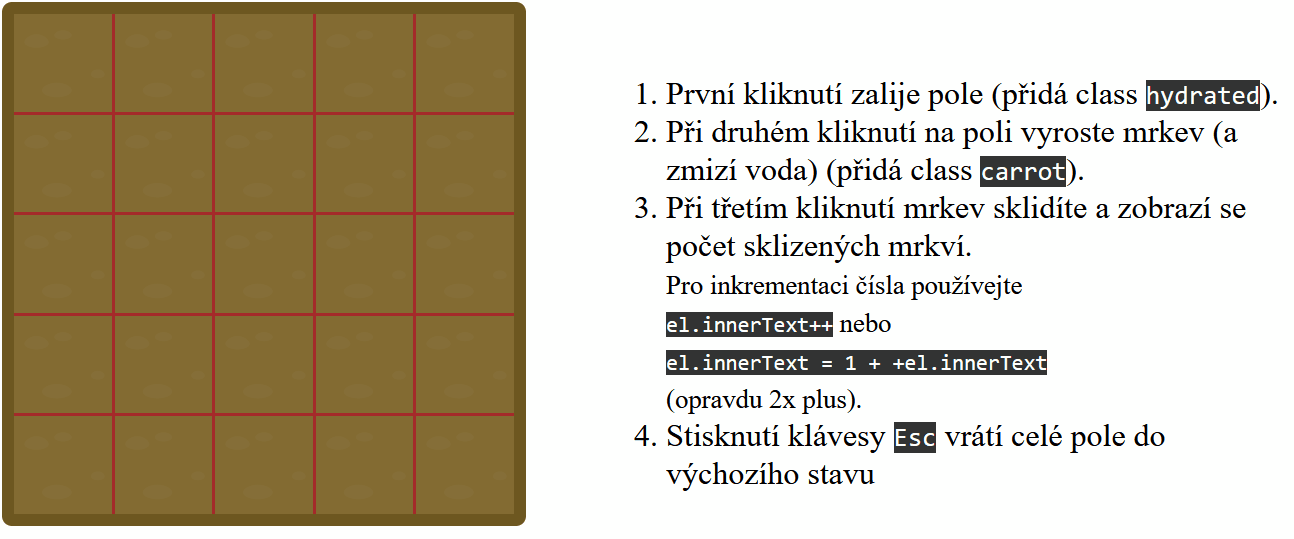 1. První kliknutí zalije pole (přidá class hydrated).
2. Při druhém kliknutí na poli vyroste mrkev (a
zmizí voda) (přidá class carrot).
3. Při třetím kliknutí mrkev sklidíte a zobrazí se
počet sklizených mrkví.
Pro inkrementaci čísla používejte
el.innerText++ nebo
el.innerText = 1 + +el.innerText
(opravdu 2x plus).
4. Stisknutí klávesy Esc vrátí celé pole do
výchozího stavu